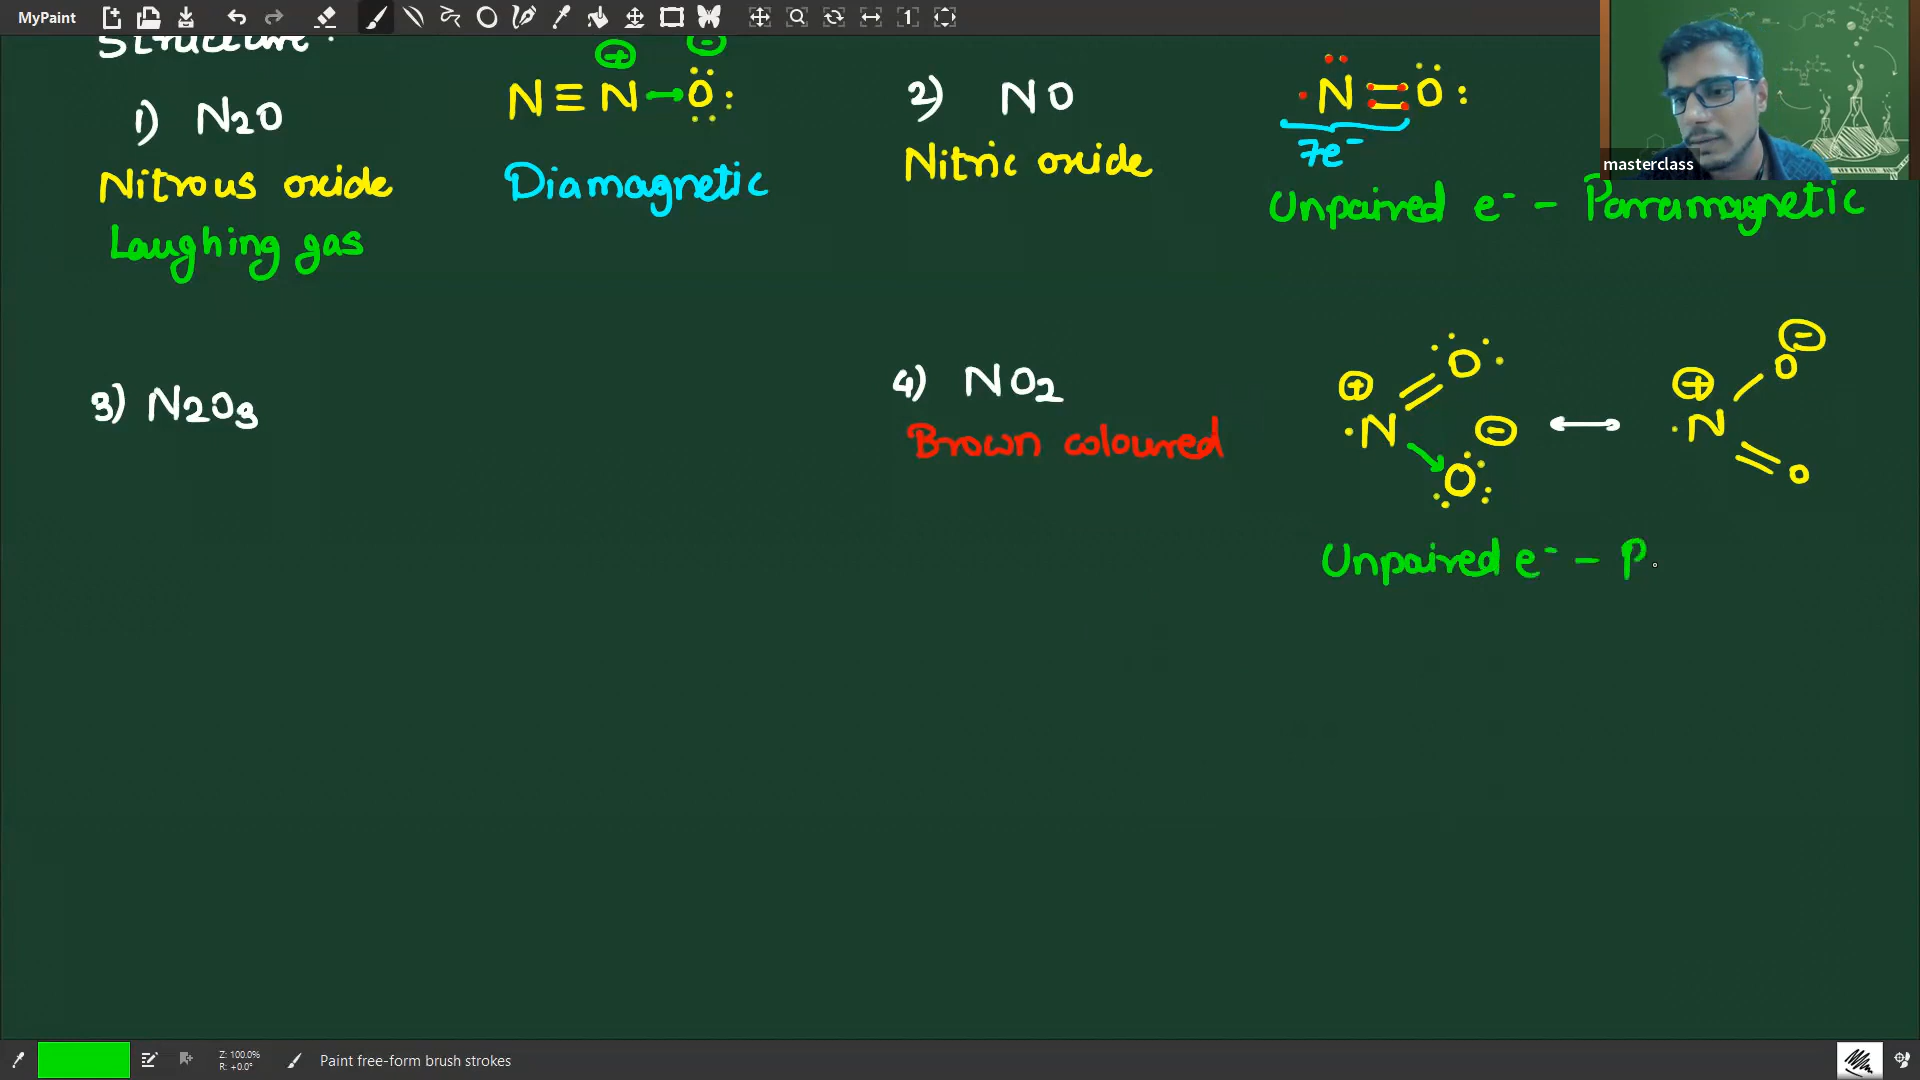 MyPaint
1
Structure:
⊕ ⊖
1) N2O
N ≡ N → O
Nitrous oxide
Diamagnetic
Laughing gas
2) NO
N = O
7e⁻
Nitric oxide
Unpaired e⁻ - Paramagnetic
masterclass
3) N2O3
4) NO2
Brown coloured
⊕ N O O ⊖ ↔ ⊕ N O ⊖ O
Unpaired e⁻ - P
Z: 100.0%
R: +0.0°
Paint free-form brush strokes